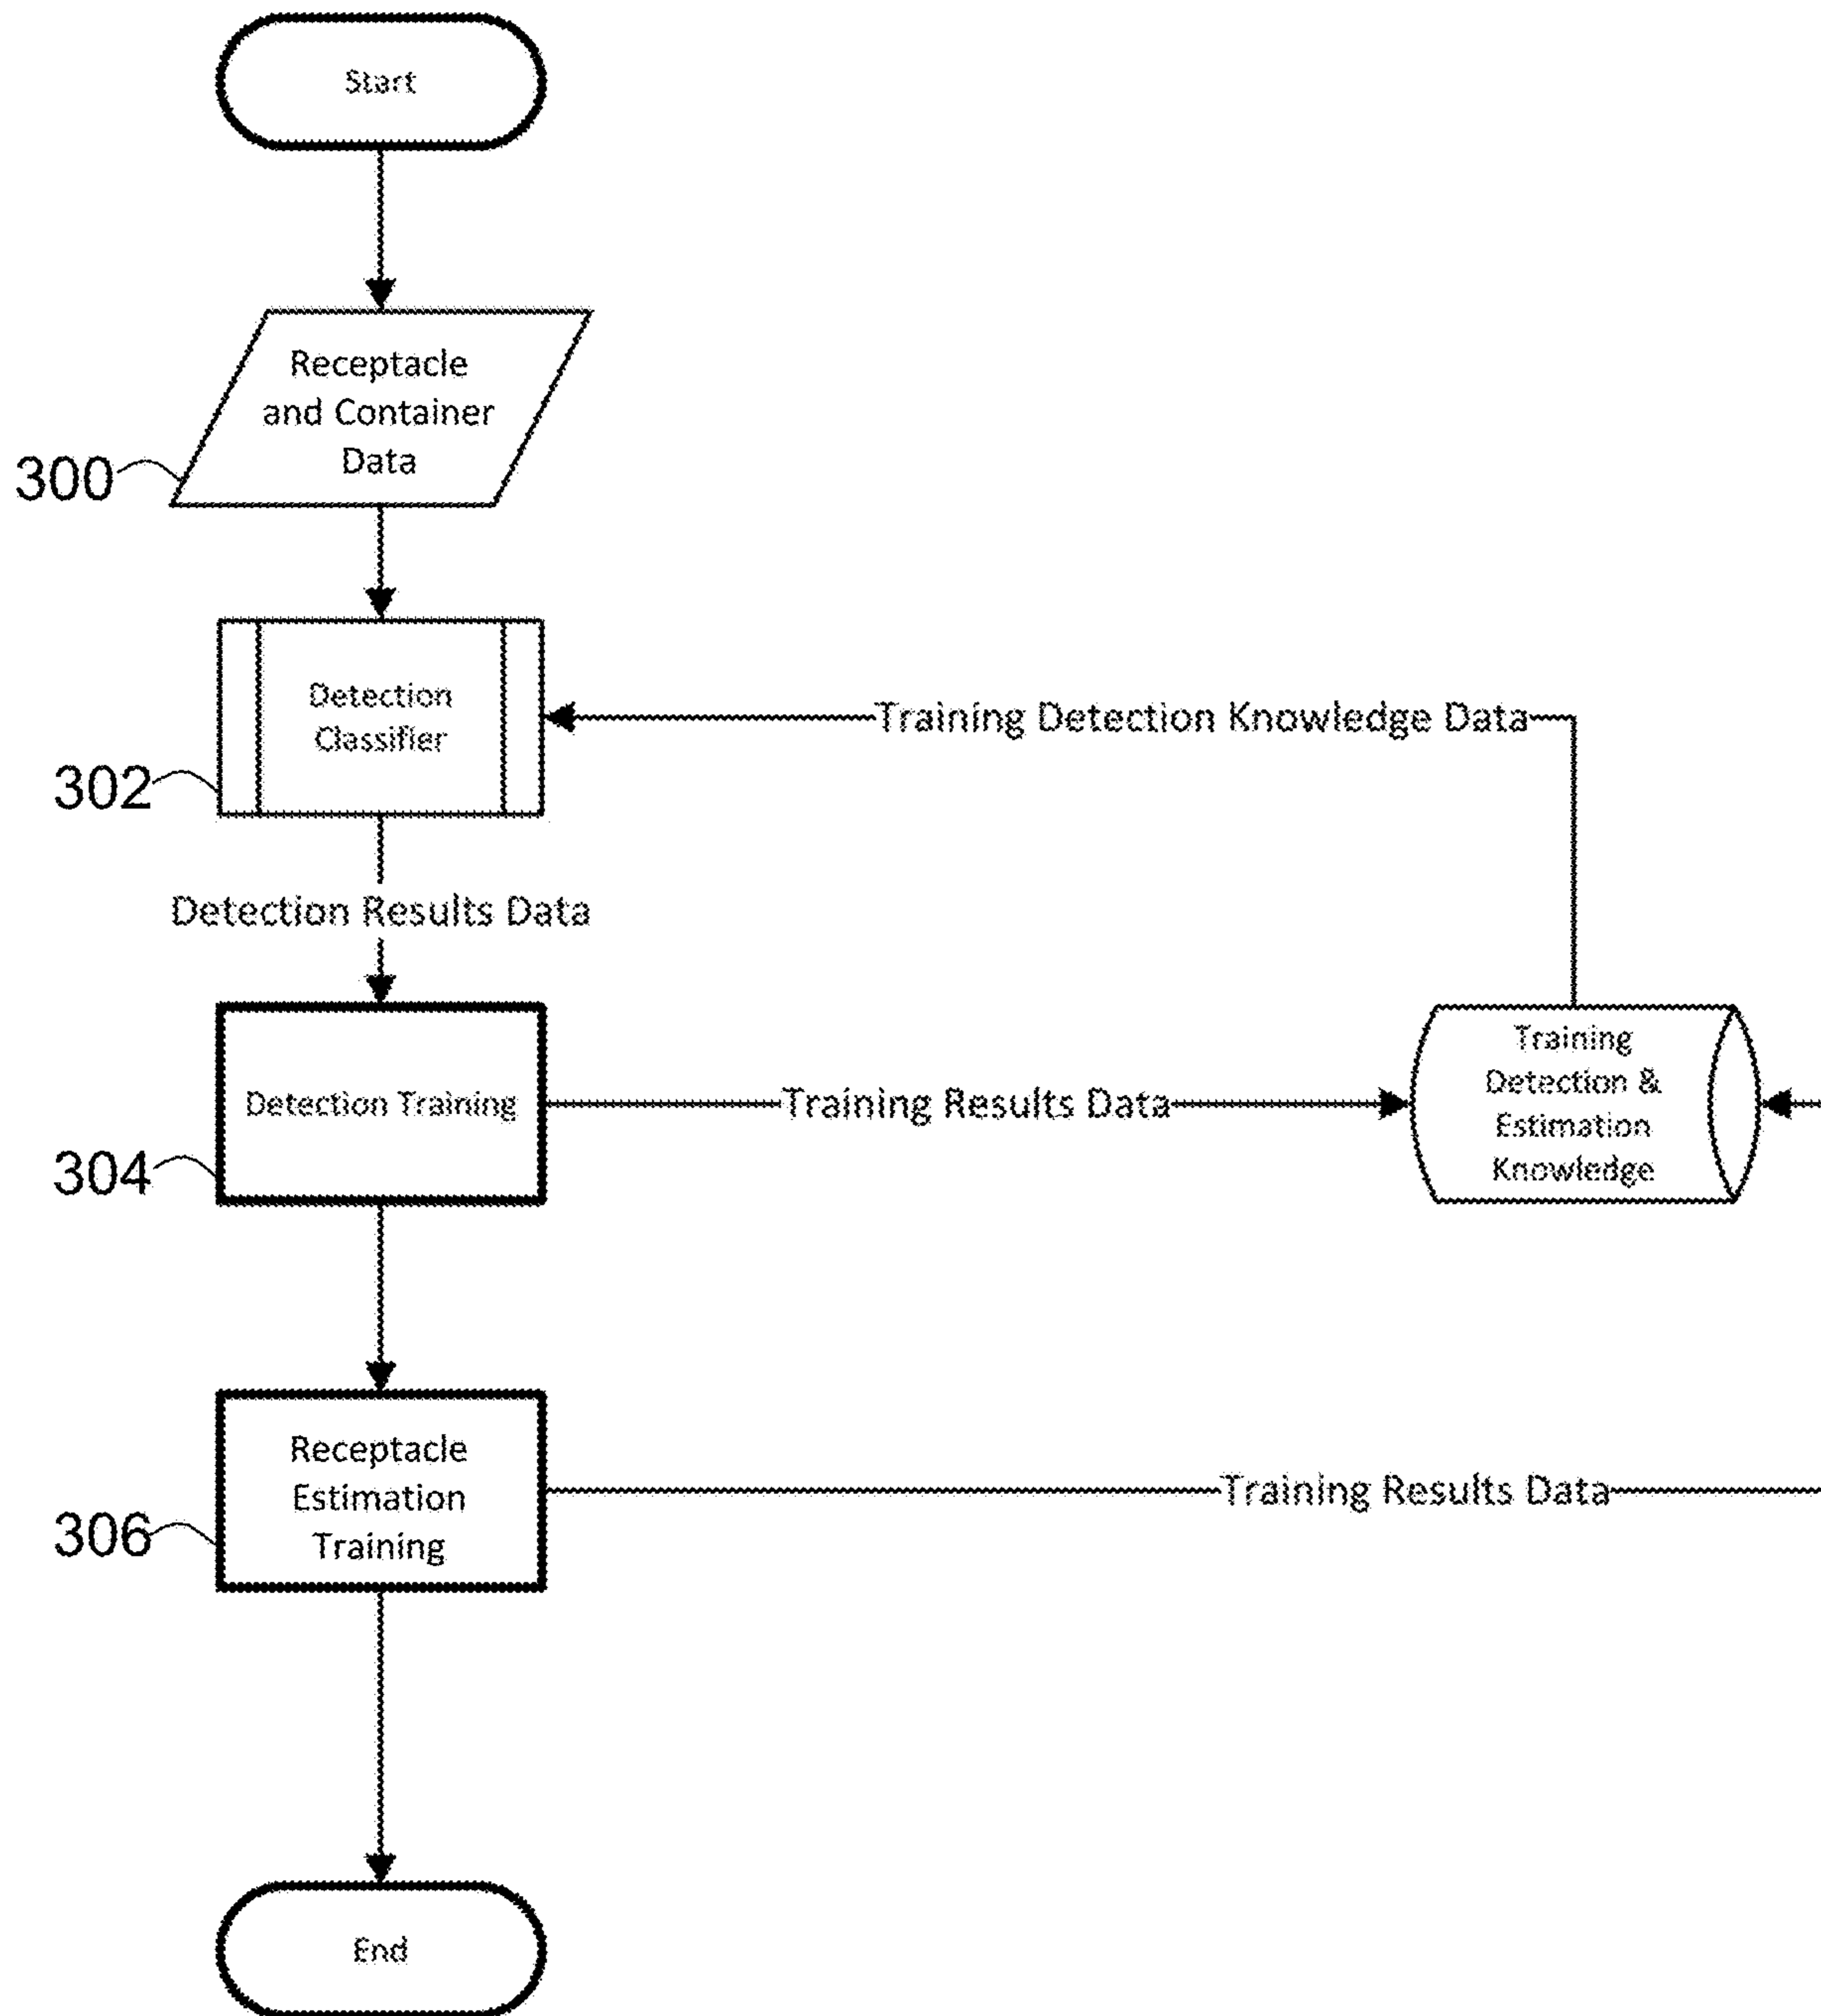 Start
Receptacle
and Container
Data
300
Detection
Classifier
302
Training Detection Knowledge Data
Detection Results Data
Detection Training
304
Training Results Data
Training
Detection &
Estimation
Knowledge
Receptacle
Estimation
Training
306
Training Results Data
End